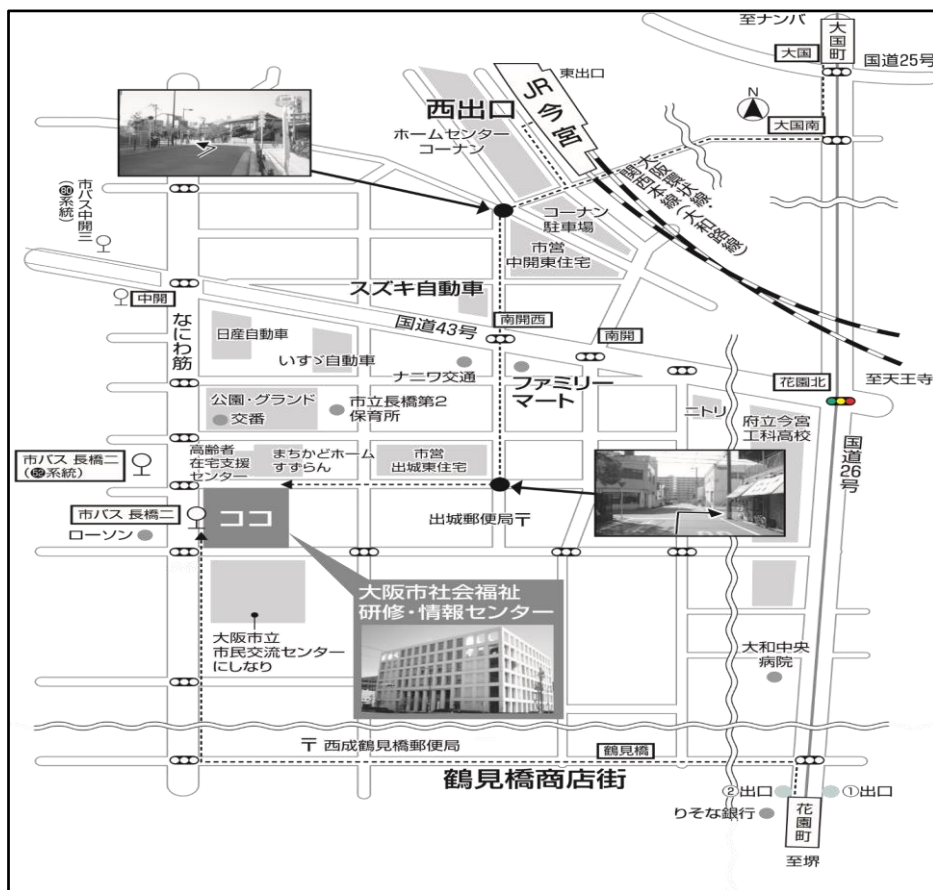 至ナンバ
大国町
大国
国道25号
東出口
JR今宮
西出口
ホームセンター
コーナン
N
大国南
大阪環状線
関西本線(大和路線)
市バス中開三
(80系統)
コーナン
駐車場
市営
中開東住宅
スズキ自動車
中開
なにわ筋
国道43号
南開西
南開
日産自動車
いすゞ自動車
ナニワ交通
ファミリー
マート
至天王寺
花園北
公園・グランド
交番
市立長橋第2
保育所
ニトリ
府立今宮
工科高校
国道26号
市バス 長橋二
(52系統)
高齢者
在宅支援
センター
まちかどホーム
すずらん
市営
出城東住宅
市バス 長橋二
ココ
出城郵便局〒
ローソン
大阪市社会福祉
研修・情報センター
大阪市立
市民交流センター
にしなり
大和中央
病院
〒西成鶴見橋郵便局
鶴見橋
鶴見橋商店街
②出口
①出口
りそな銀行
花園町
至堺